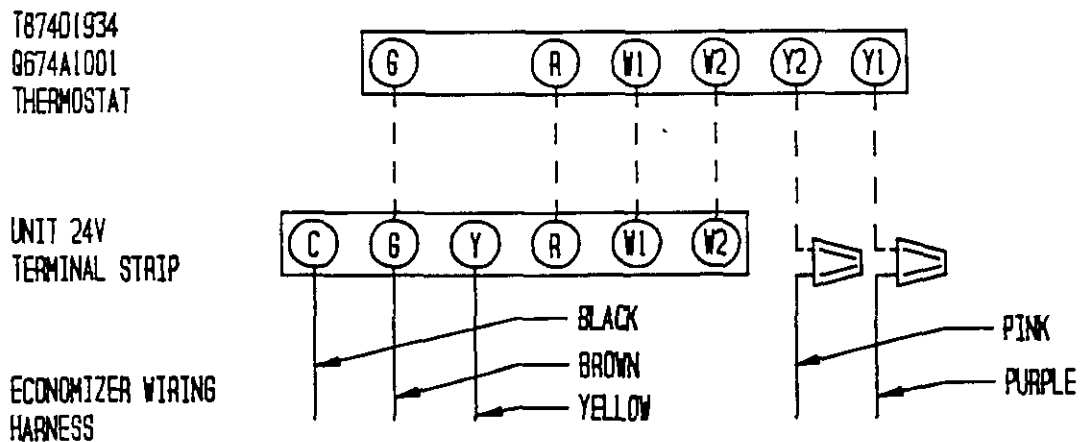 T87401934
Q674A1001
THERMOSTAT
G R W1 W2 Y2 Y1
UNIT 24V
TERMINAL STRIP
C G Y R W1 W2
BLACK
BROWN
YELLOW
PINK
PURPLE
ECONOMIZER WIRING
HARNESS